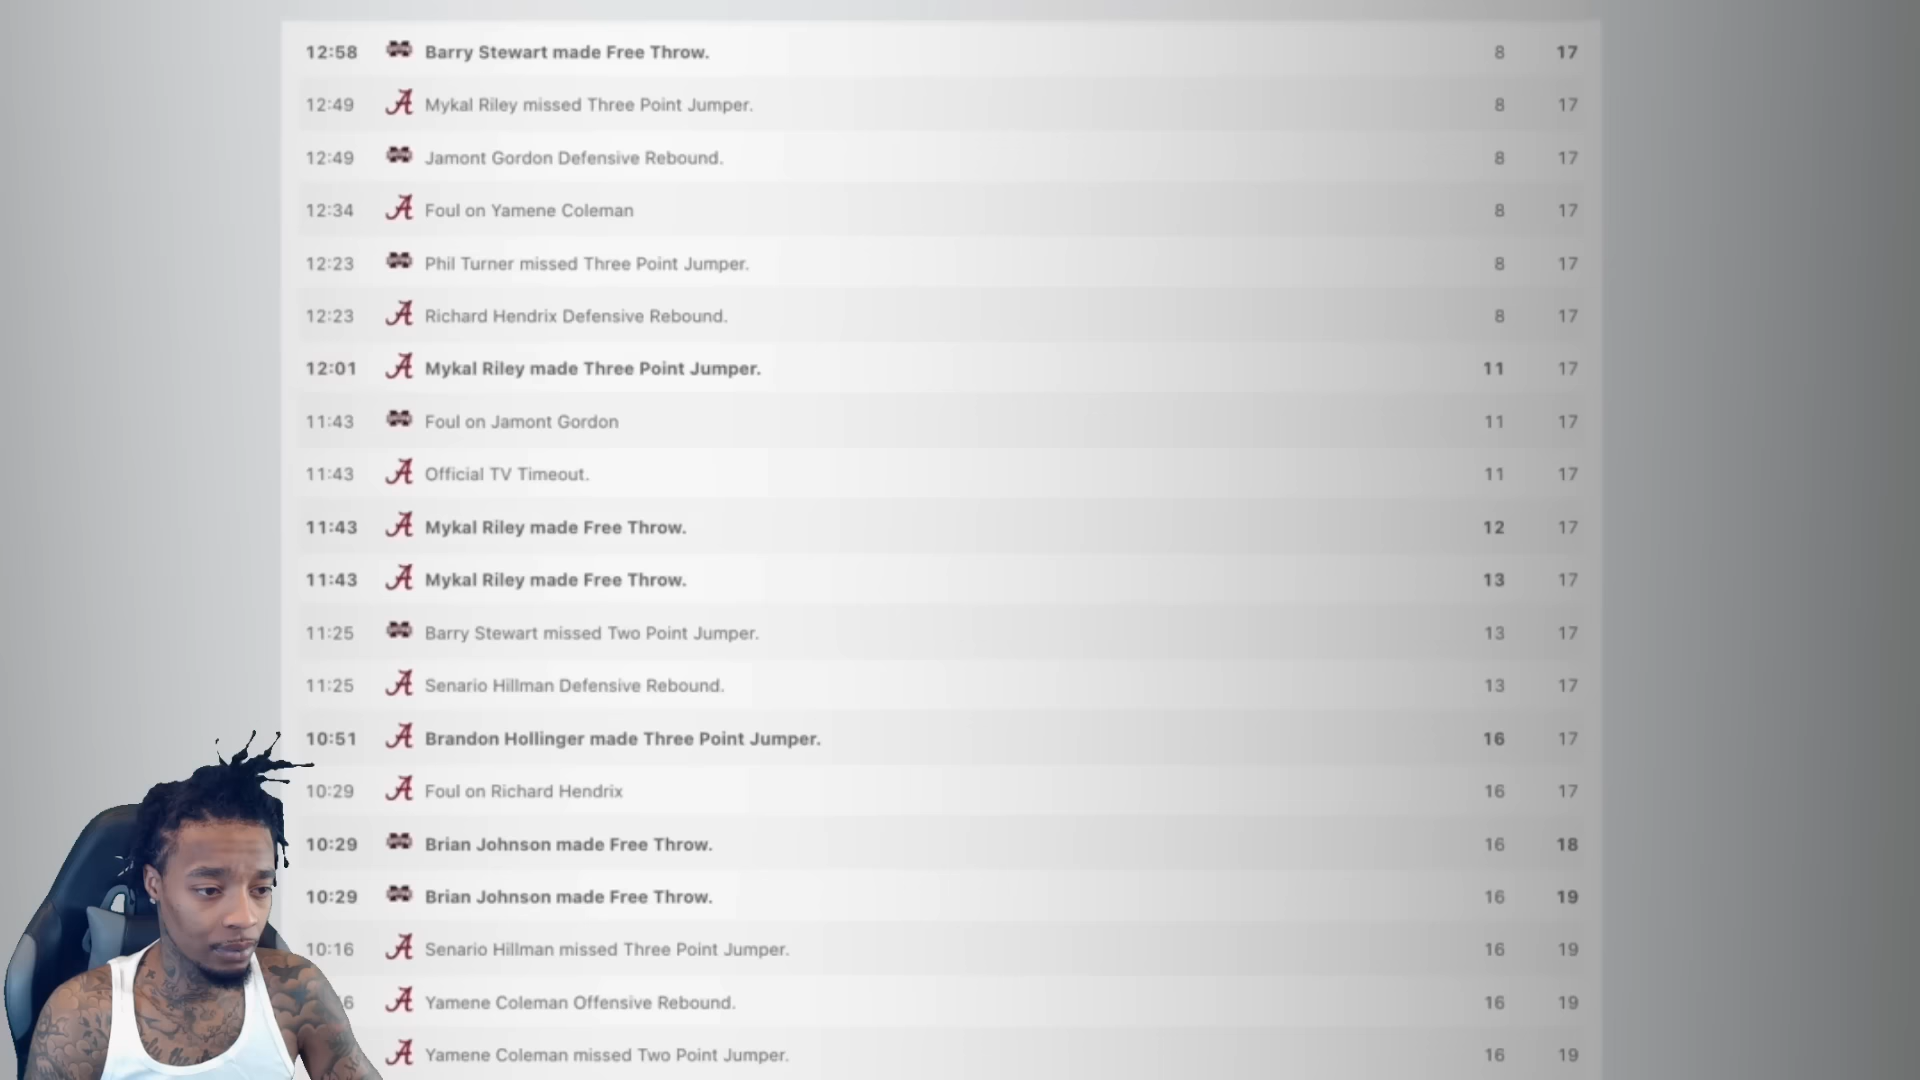 12:58 Barry Stewart made Free Throw. 8 17
12:49 Mykal Riley missed Three Point Jumper. 8 17
12:49 Jamont Gordon Defensive Rebound. 8 17
12:34 Foul on Yamene Coleman 8 17
12:23 Phil Turner missed Three Point Jumper. 8 17
12:23 Richard Hendrix Defensive Rebound. 8 17
12:01 Mykal Riley made Three Point Jumper. 11 17
11:43 Foul on Jamont Gordon 11 17
11:43 Official TV Timeout. 11 17
11:43 Mykal Riley made Free Throw. 12 17
11:43 Mykal Riley made Free Throw. 13 17
11:25 Barry Stewart missed Two Point Jumper. 13 17
11:25 Senario Hillman Defensive Rebound. 13 17
10:51 Brandon Hollinger made Three Point Jumper. 16 17
10:29 Foul on Richard Hendrix 16 17
10:29 Brian Johnson made Free Throw. 16 18
10:29 Brian Johnson made Free Throw. 16 19
10:16 Senario Hillman missed Three Point Jumper. 16 19
Yamene Coleman Offensive Rebound. 16 19
Yamene Coleman missed Two Point Jumper. 16 19